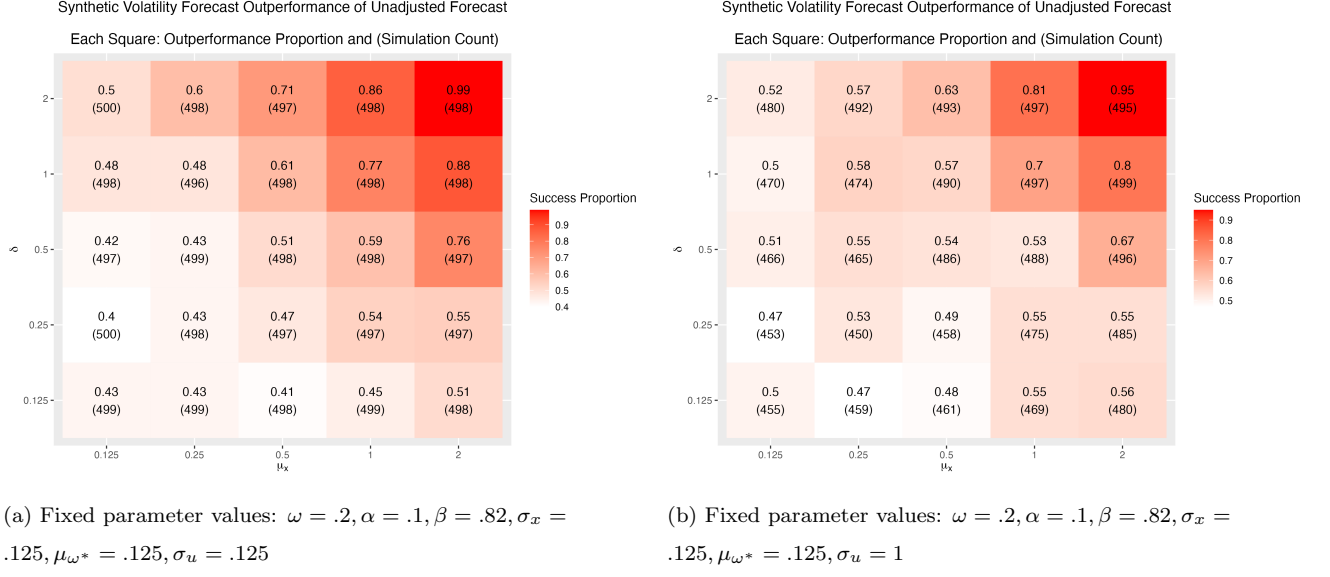 Synthetic Volatility Forecast Outperformance of Unadjusted Forecast
Each Square: Outperformance Proportion and (Simulation Count)
δ
2
1
0.5
0.25
0.125
0.5 0.6 0.71 0.86 0.99
(500) (498) (497) (498) (498)
0.48 0.48 0.61 0.77 0.88
(498) (496) (498) (498) (498)
0.42 0.43 0.51 0.59 0.76
(497) (499) (498) (498) (497)
0.4 0.43 0.47 0.54 0.55
(500) (498) (497) (497) (497)
0.43 0.43 0.41 0.45 0.51
(499) (499) (498) (499) (498)
0.125 0.25 0.5 1 2
μx
Success Proportion
0.9
0.8
0.7
0.6
0.5
0.4
(a) Fixed parameter values: ω = .2, α = .1, β = .82, σx =
.125, μω* = .125, σu = .125
Synthetic Volatility Forecast Outperformance of Unadjusted Forecast
Each Square: Outperformance Proportion and (Simulation Count)
δ
2
1
0.5
0.25
0.125
0.52 0.57 0.63 0.81 0.95
(480) (492) (493) (497) (495)
0.5 0.58 0.57 0.7 0.8
(470) (474) (490) (497) (499)
0.51 0.55 0.54 0.53 0.67
(466) (465) (486) (488) (496)
0.47 0.53 0.49 0.55 0.55
(453) (450) (458) (475) (485)
0.5 0.47 0.48 0.55 0.56
(455) (459) (461) (469) (480)
0.125 0.25 0.5 1 2
μx
Success Proportion
0.9
0.8
0.7
0.6
0.5
(b) Fixed parameter values: ω = .2, α = .1, β = .82, σx =
.125, μω* = .125, σu = 1